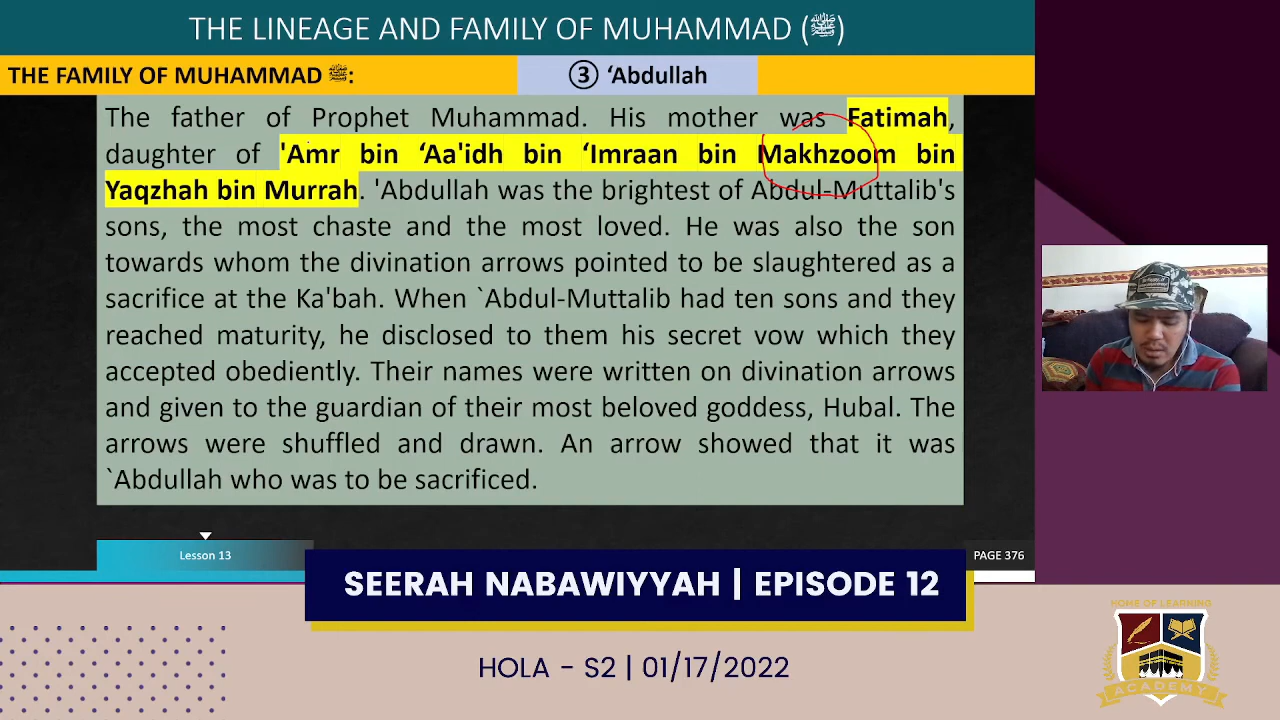 THE LINEAGE AND FAMILY OF MUHAMMAD (ﷺ)
THE FAMILY OF MUHAMMAD ﷺ:
③ ‘Abdullah
The father of Prophet Muhammad. His mother was Fatimah,
daughter of 'Amr bin ‘Aa'idh bin ‘Imraan bin Makhzoom bin
Yaqzhah bin Murrah. 'Abdullah was the brightest of Abdul-Muttalib's
sons, the most chaste and the most loved. He was also the son
towards whom the divination arrows pointed to be slaughtered as a
sacrifice at the Ka'bah. When `Abdul-Muttalib had ten sons and they
reached maturity, he disclosed to them his secret vow which they
accepted obediently. Their names were written on divination arrows
and given to the guardian of their most beloved goddess, Hubal. The
arrows were shuffled and drawn. An arrow showed that it was
`Abdullah who was to be sacrificed.
Lesson 13
PAGE 376
SEERAH NABAWIYYAH | EPISODE 12
HOLA - S2 | 01/17/2022
HOME OF LEARNING
ACADEMY